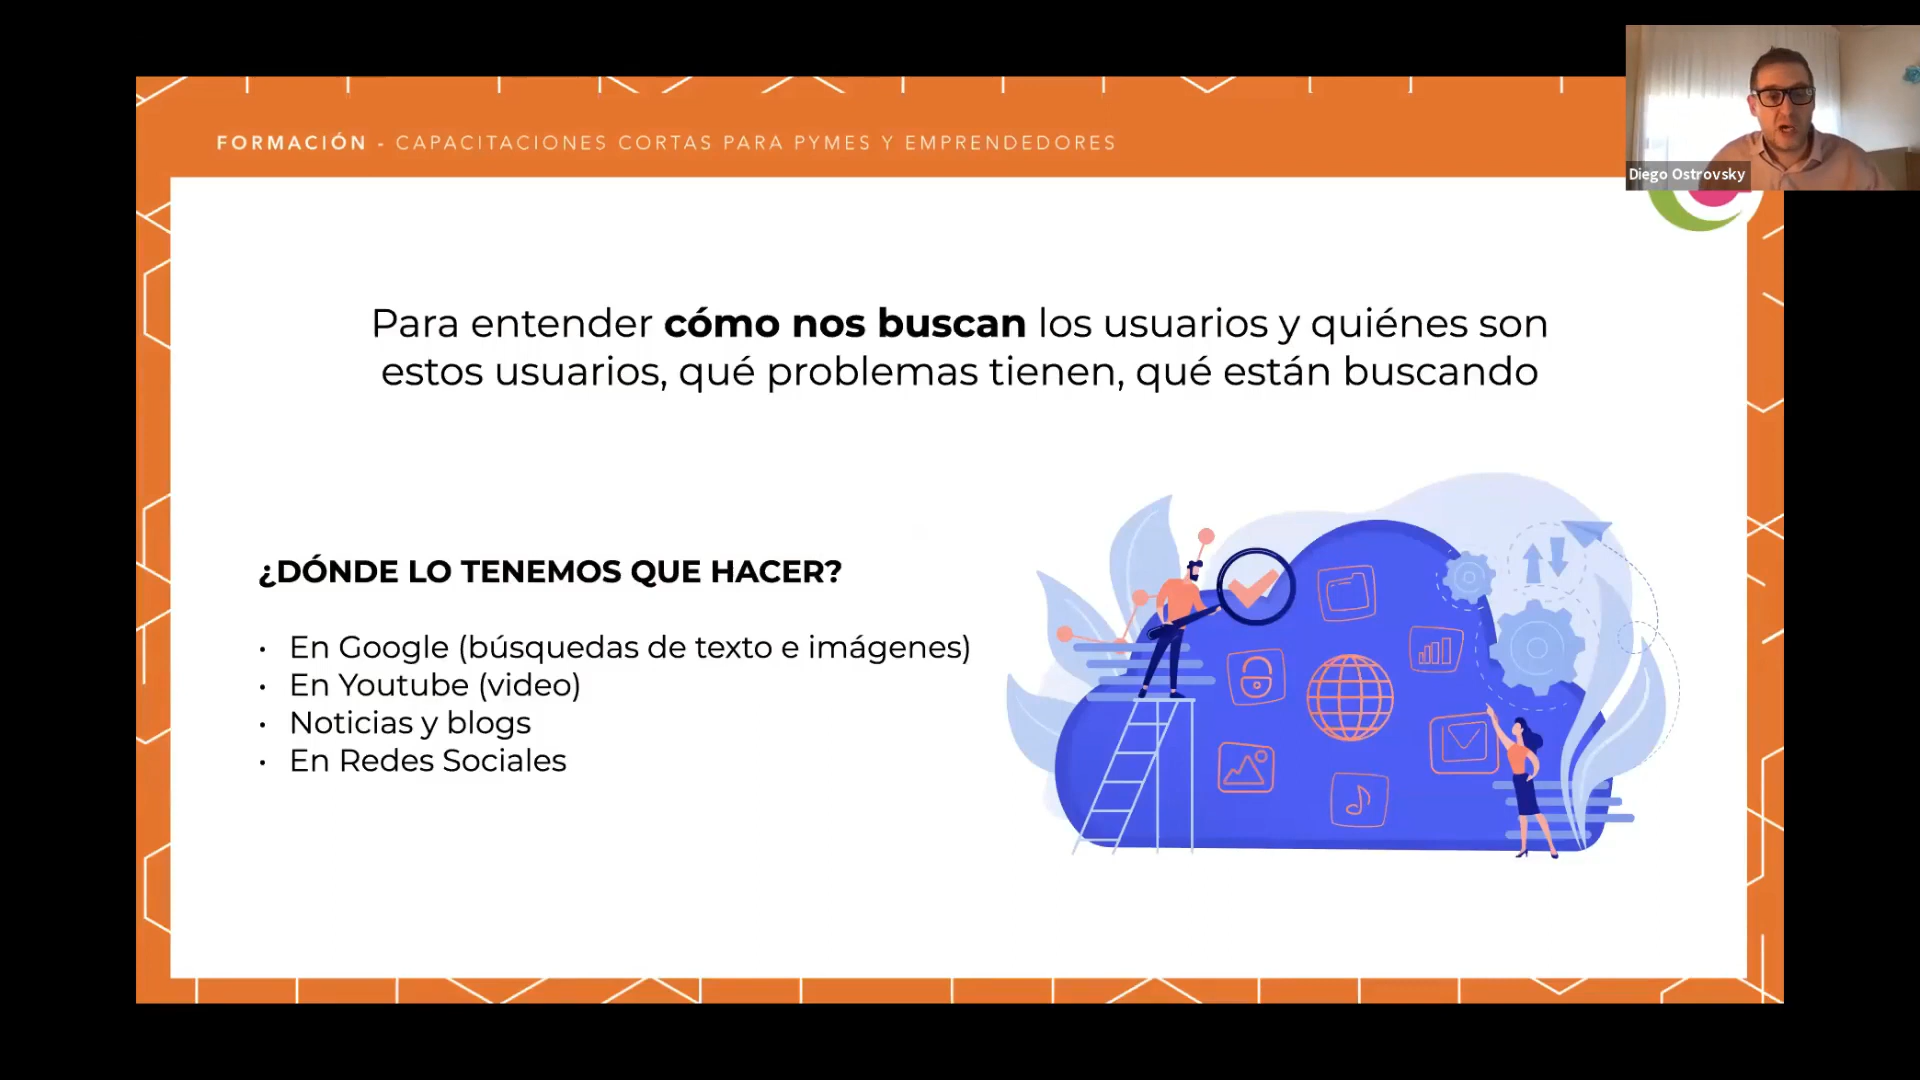 FORMACIÓN - CAPACITACIONES CORTAS PARA PYMES Y EMPRENDEDORES
Diego Ostrovsky
Para entender cómo nos buscan los usuarios y quiénes son
estos usuarios, qué problemas tienen, qué están buscando
¿DÓNDE LO TENEMOS QUE HACER?
· En Google (búsquedas de texto e imágenes)
· En Youtube (video)
· Noticias y blogs
· En Redes Sociales